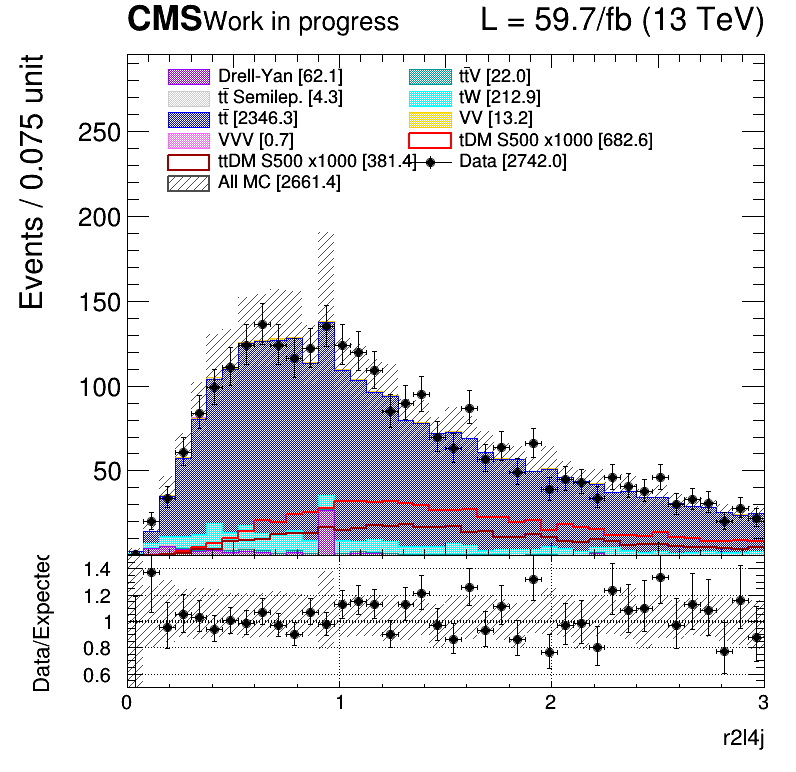 CMS Work in progress L = 59.7/fb (13 TeV)
Events / 0.075 unit
Drell-Yan [62.1] tt̄V [22.0]
tt̄ Semilep. [4.3] tW [212.9]
tt̄ [2346.3] VV [13.2]
VVV [0.7] tDM S500 x1000 [682.6]
ttDM S500 x1000 [381.4] Data [2742.0]
All MC [2661.4]
250
200
150
100
50
Data/Expected
1.4
1.2
1
0.8
0.6
0 1 2 3
r2l4j